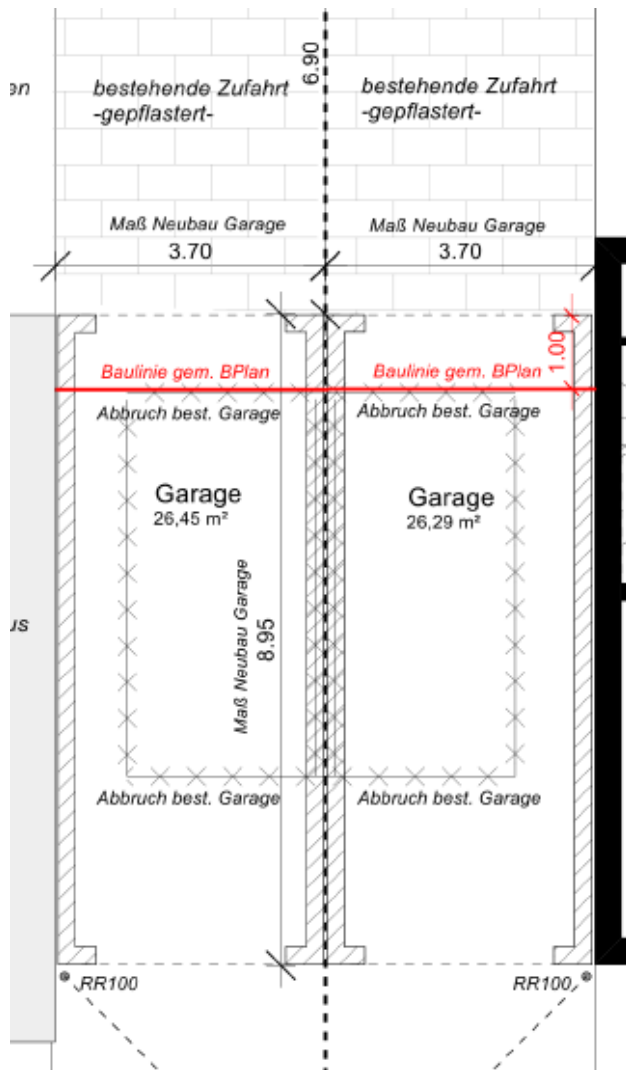 en
bestehende Zufahrt
-gepflastert-
6.90
bestehende Zufahrt
-gepflastert-
Maß Neubau Garage
3.70
Maß Neubau Garage
3.70
1.00
Baulinie gem. BPlan
Baulinie gem. BPlan
Abbruch best. Garage
Abbruch best. Garage
Garage
26,45 m²
Garage
26,29 m²
Maß Neubau Garage
8.95
us
Abbruch best. Garage
Abbruch best. Garage
RR100
RR100